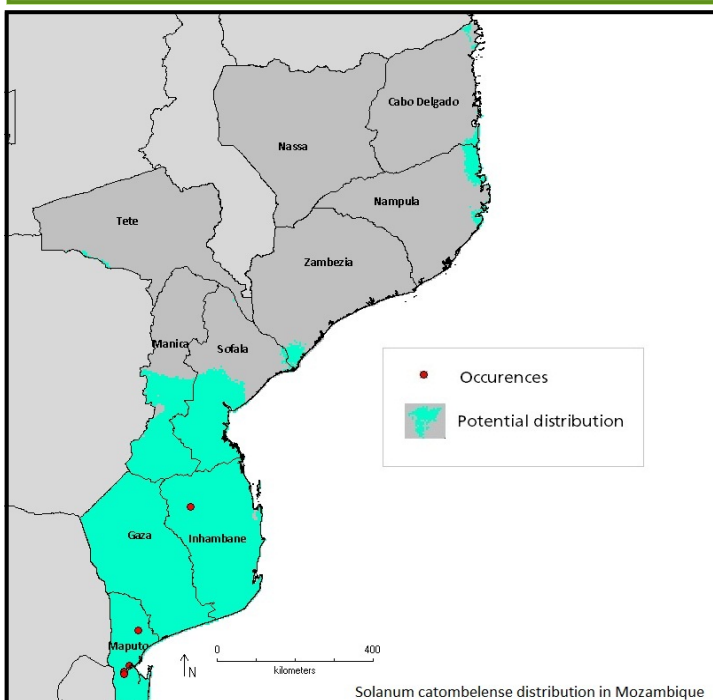 Cabo Delgado
Nassa
Nampula
Tete
Zambezia
Manica
Sofala
Occurences
Potential distribution
Gaza
Inhambane
Maputo
0 400
kilometers
N
Solanum catombelense distribution in Mozambique